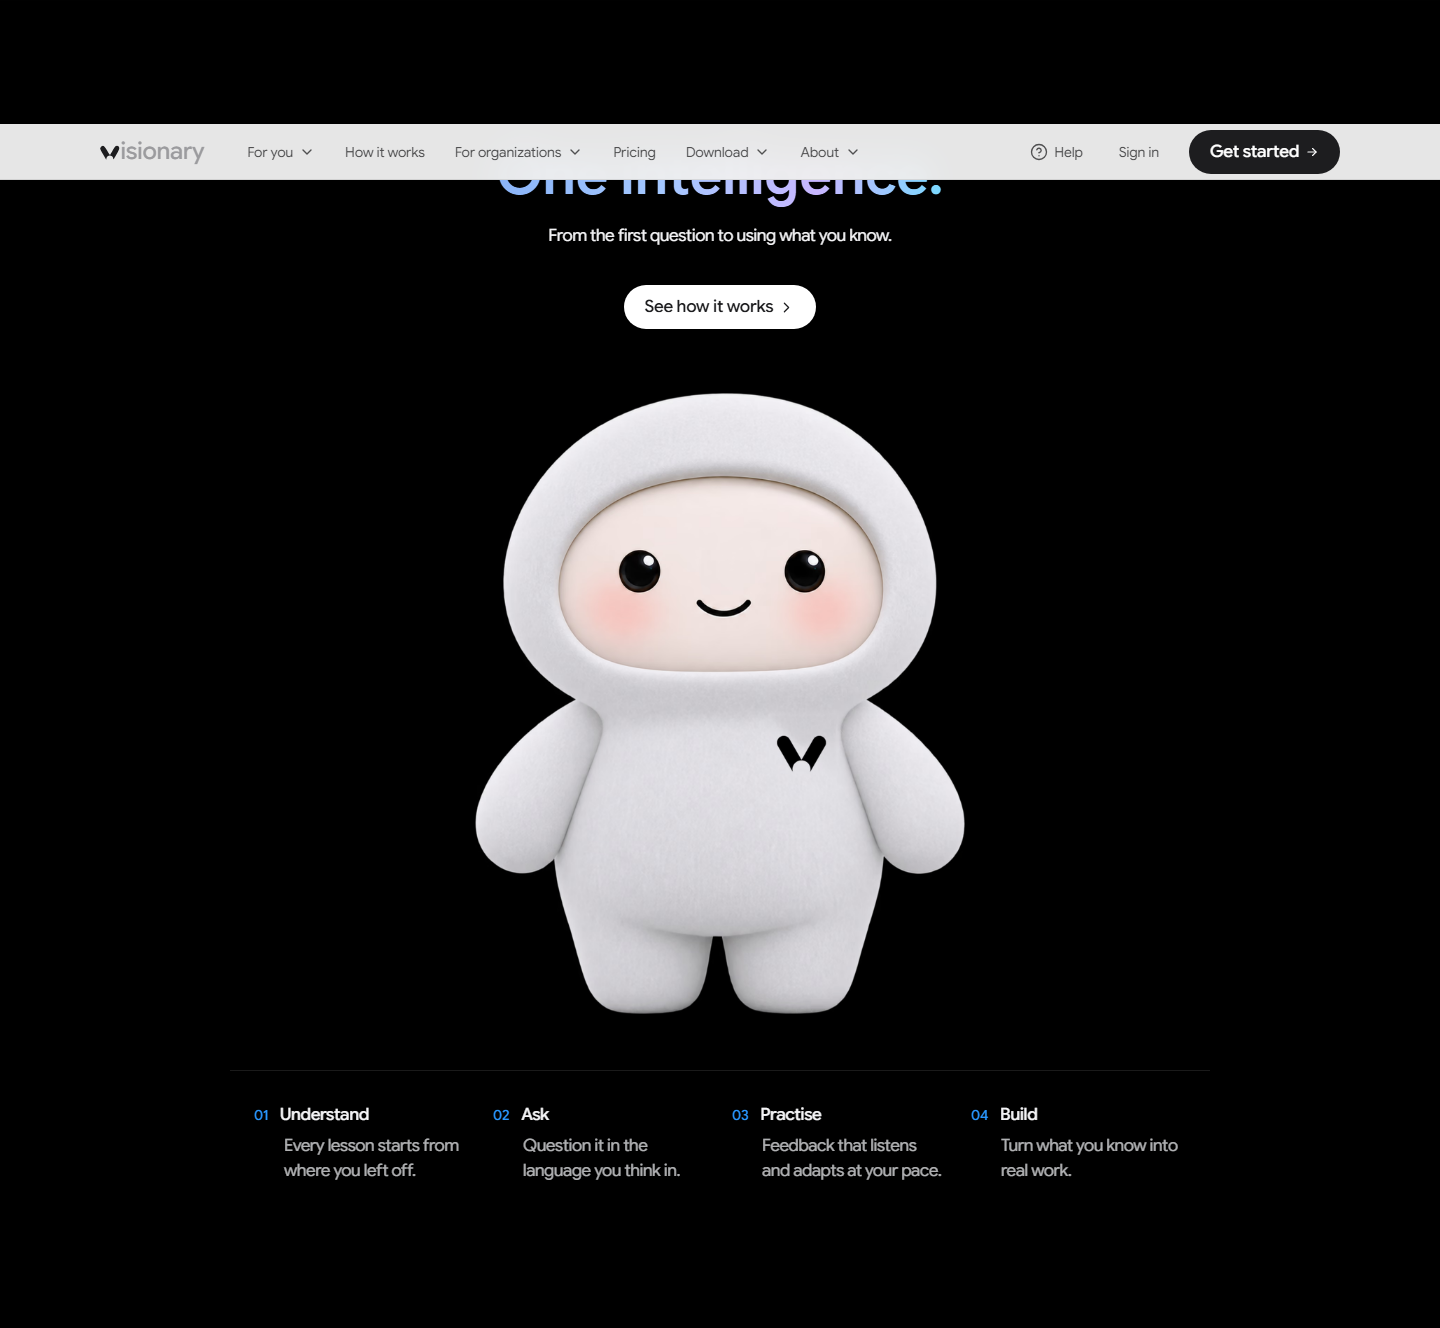 Visionary
For you
How it works
For organizations
Pricing
Download
About
Help
Sign in
Get started
One intelligence.
From the first question to using what you know.
See how it works
01 Understand
Every lesson starts from
where you left off.
02 Ask
Question it in the
language you think in.
03 Practise
Feedback that listens
and adapts at your pace.
04 Build
Turn what you know into
real work.